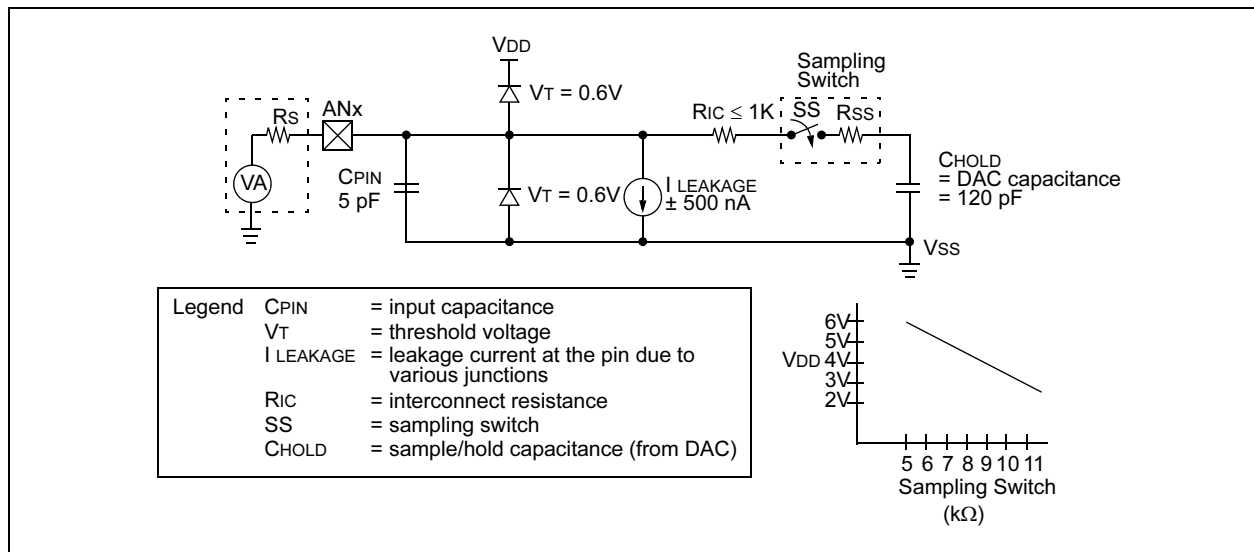 VDD
Sampling
Switch
VT = 0.6V
RS
ANx
RIC ≤ 1K
SS
RSS
VA
CPIN
5 pF
VT = 0.6V
I LEAKAGE
± 500 nA
CHOLD
= DAC capacitance
= 120 pF
VSS
Legend CPIN = input capacitance
VT = threshold voltage
I LEAKAGE = leakage current at the pin due to
various junctions
RIC = interconnect resistance
SS = sampling switch
CHOLD = sample/hold capacitance (from DAC)
6V
5V
VDD 4V
3V
2V
5 6 7 8 9 10 11
Sampling Switch
(kΩ)